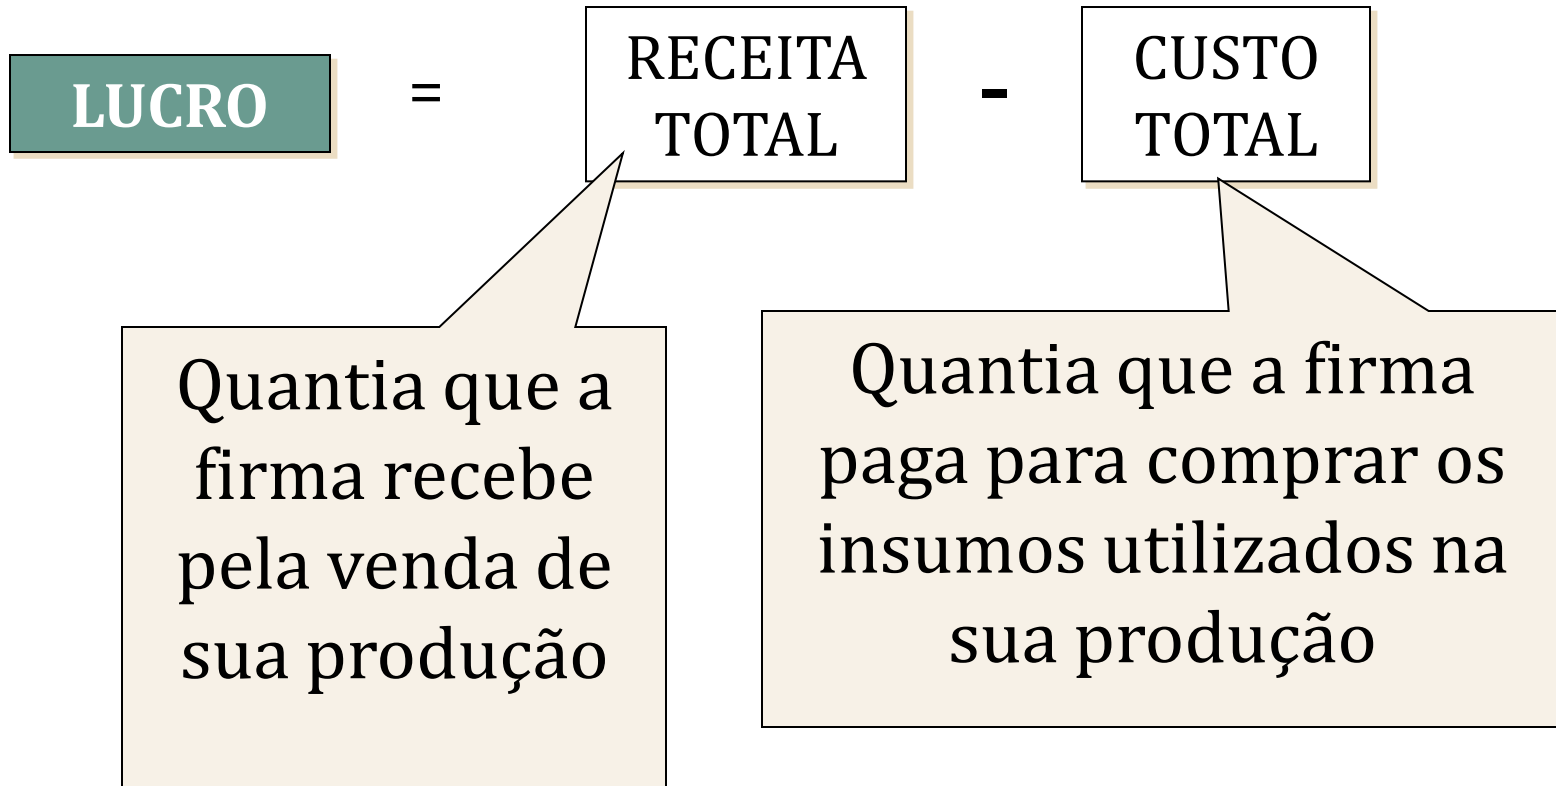 LUCRO
=
RECEITA
TOTAL
-
CUSTO
TOTAL
Quantia que a
firma recebe
pela venda de
sua produção
Quantia que a firma
paga para comprar os
insumos utilizados na
sua produção